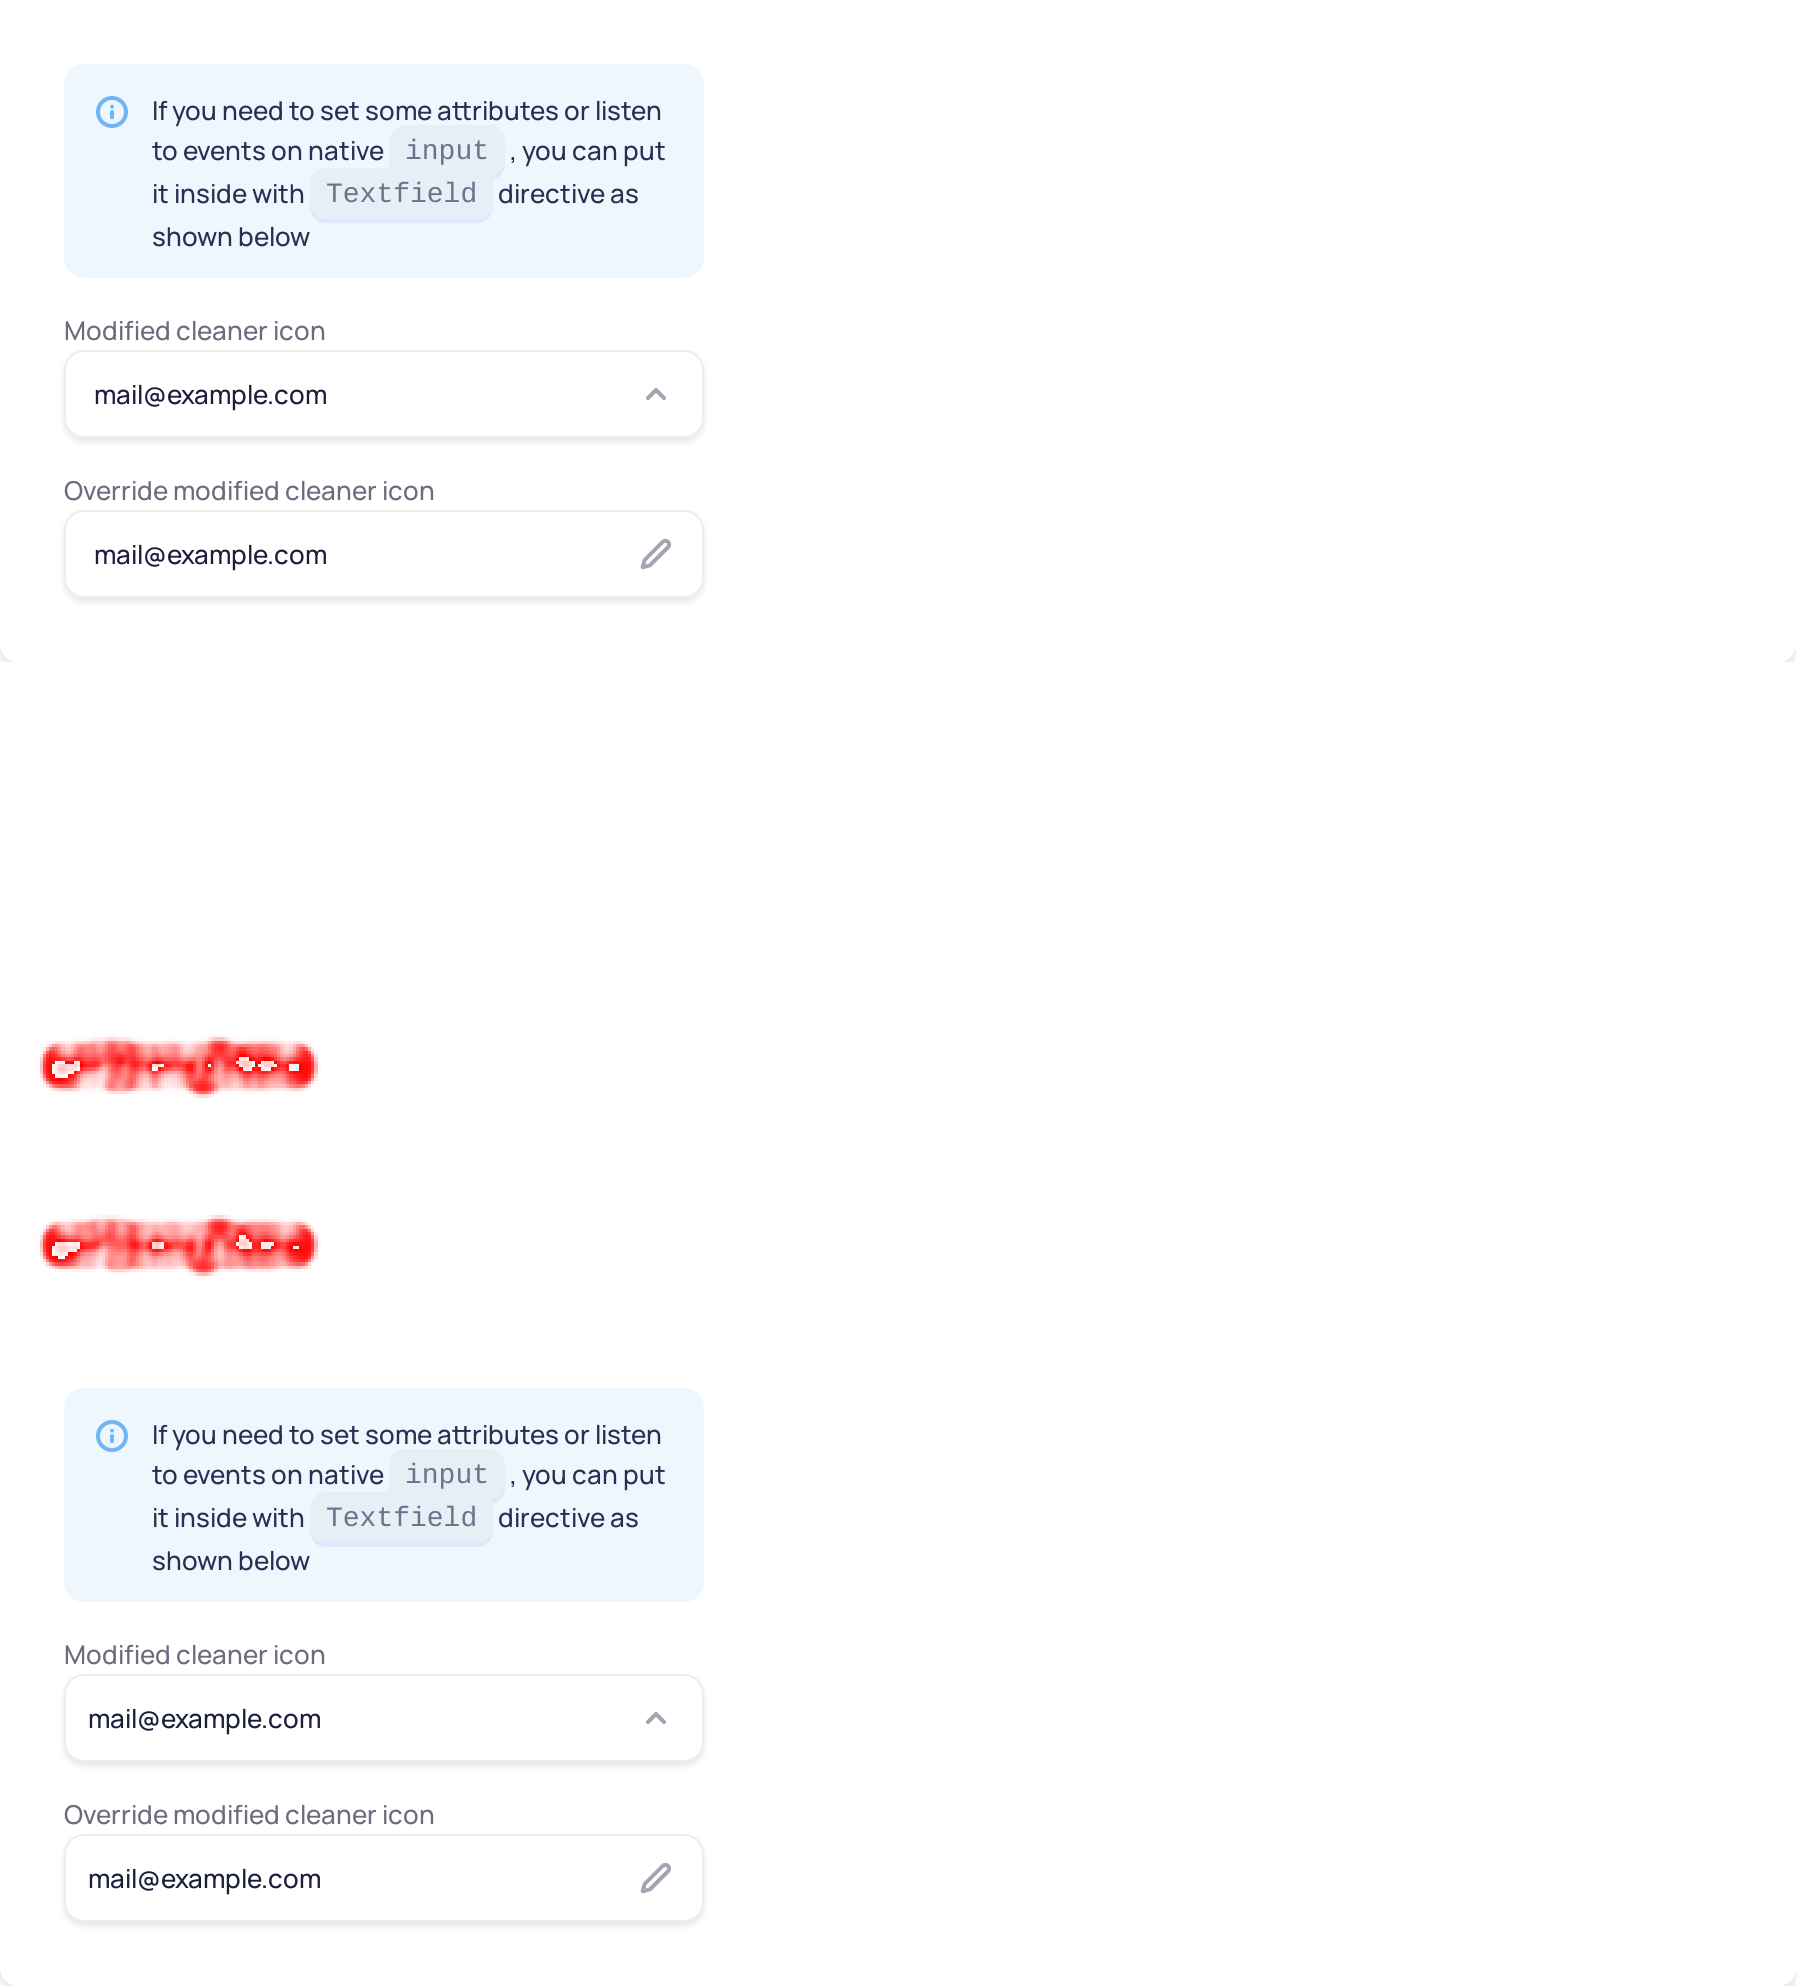 If you need to set some attributes or listen
to events on native input , you can put
it inside with Textfield directive as
shown below
Modified cleaner icon
mail@example.com
Override modified cleaner icon
mail@example.com
If you need to set some attributes or listen
to events on native input , you can put
it inside with Textfield directive as
shown below
Modified cleaner icon
mail@example.com
Override modified cleaner icon
mail@example.com